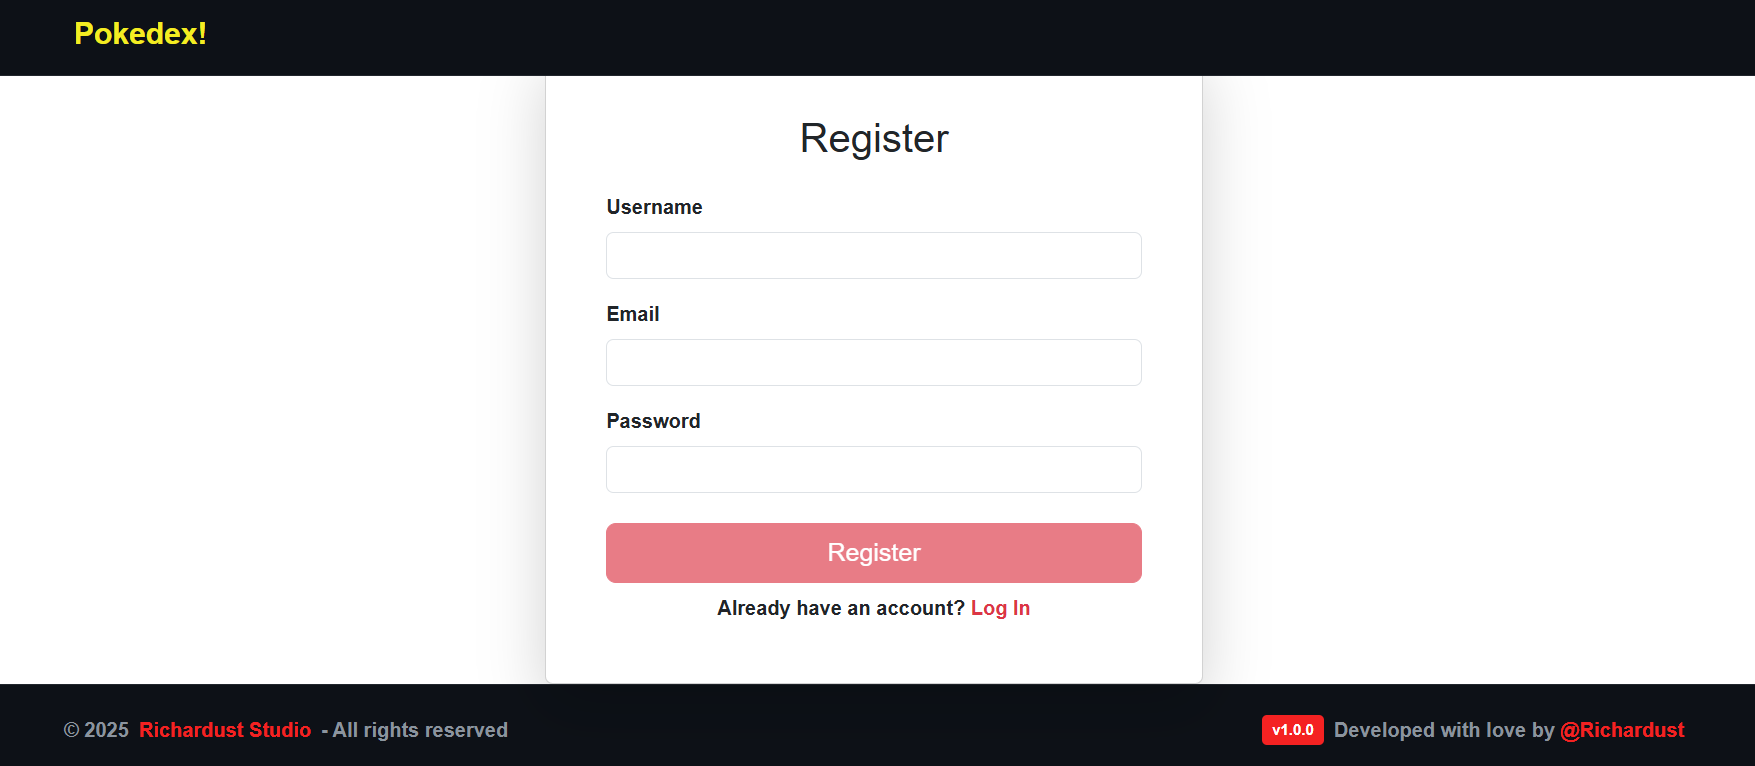 Pokedex!
Register
Username
Email
Password
Register
Already have an account? Log In
© 2025 Richardust Studio - All rights reserved
v1.0.0 Developed with love by @Richardust